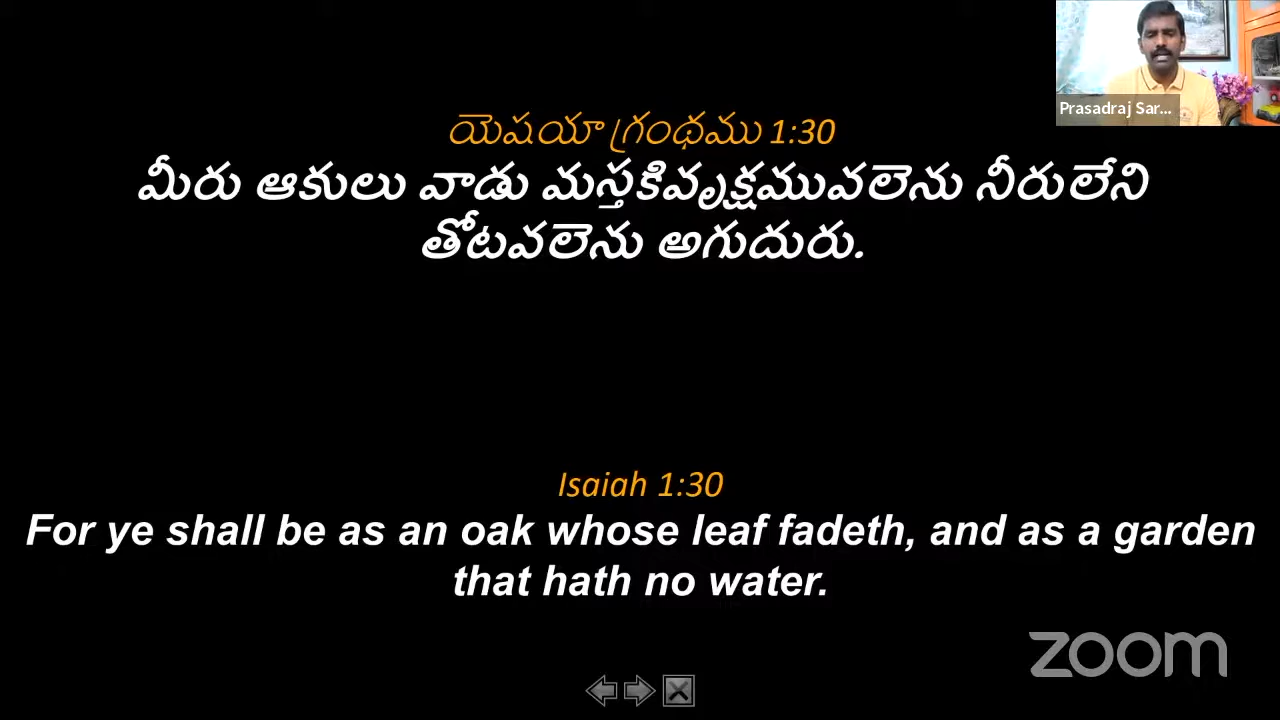 Prasadraj Sar...
యెషయా గ్రంథము 1:30
మీరు ఆకులు వాడు మస్తకివృక్షమువలెను నీరులేని
తోటవలెను అగుదురు.
Isaiah 1:30
For ye shall be as an oak whose leaf fadeth, and as a garden
that hath no water.
zoom